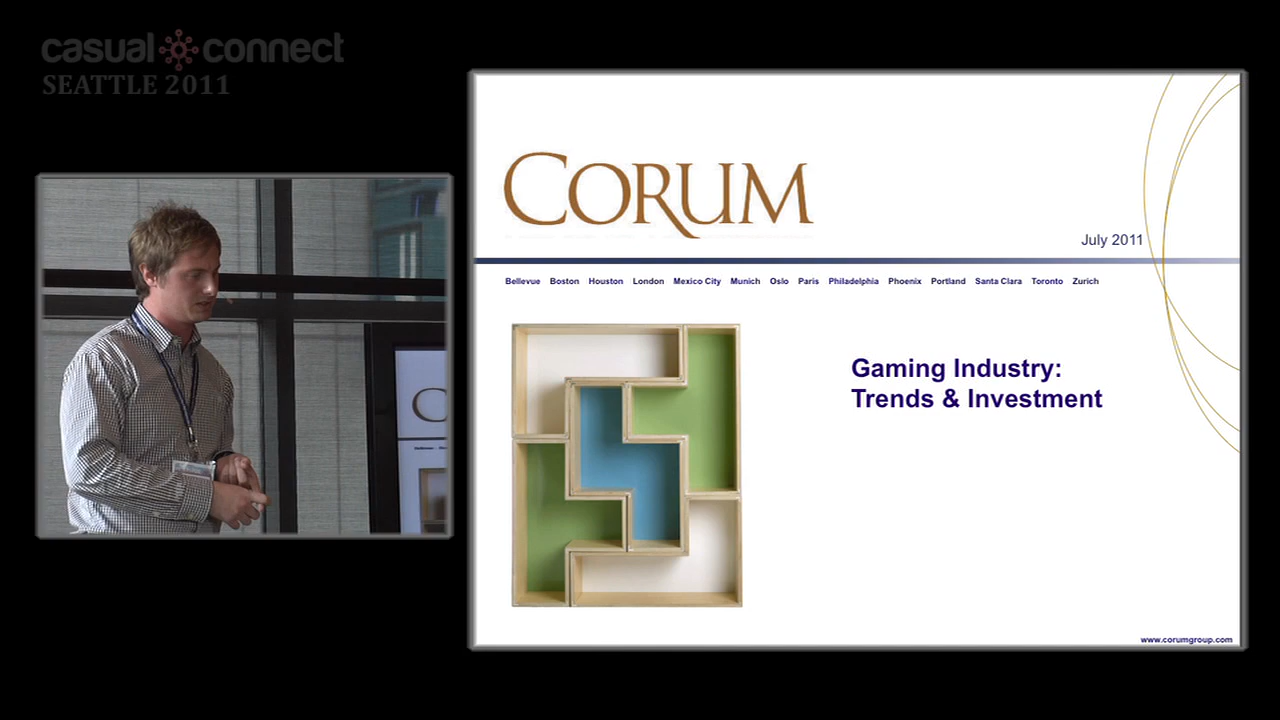 casual connect
SEATTLE 2011
CORUM
July 2011
Bellevue Boston Houston London Mexico City Munich Oslo Paris Philadelphia Phoenix Portland Santa Clara Toronto Zurich
Gaming Industry:
Trends & Investment
www.corumgroup.com